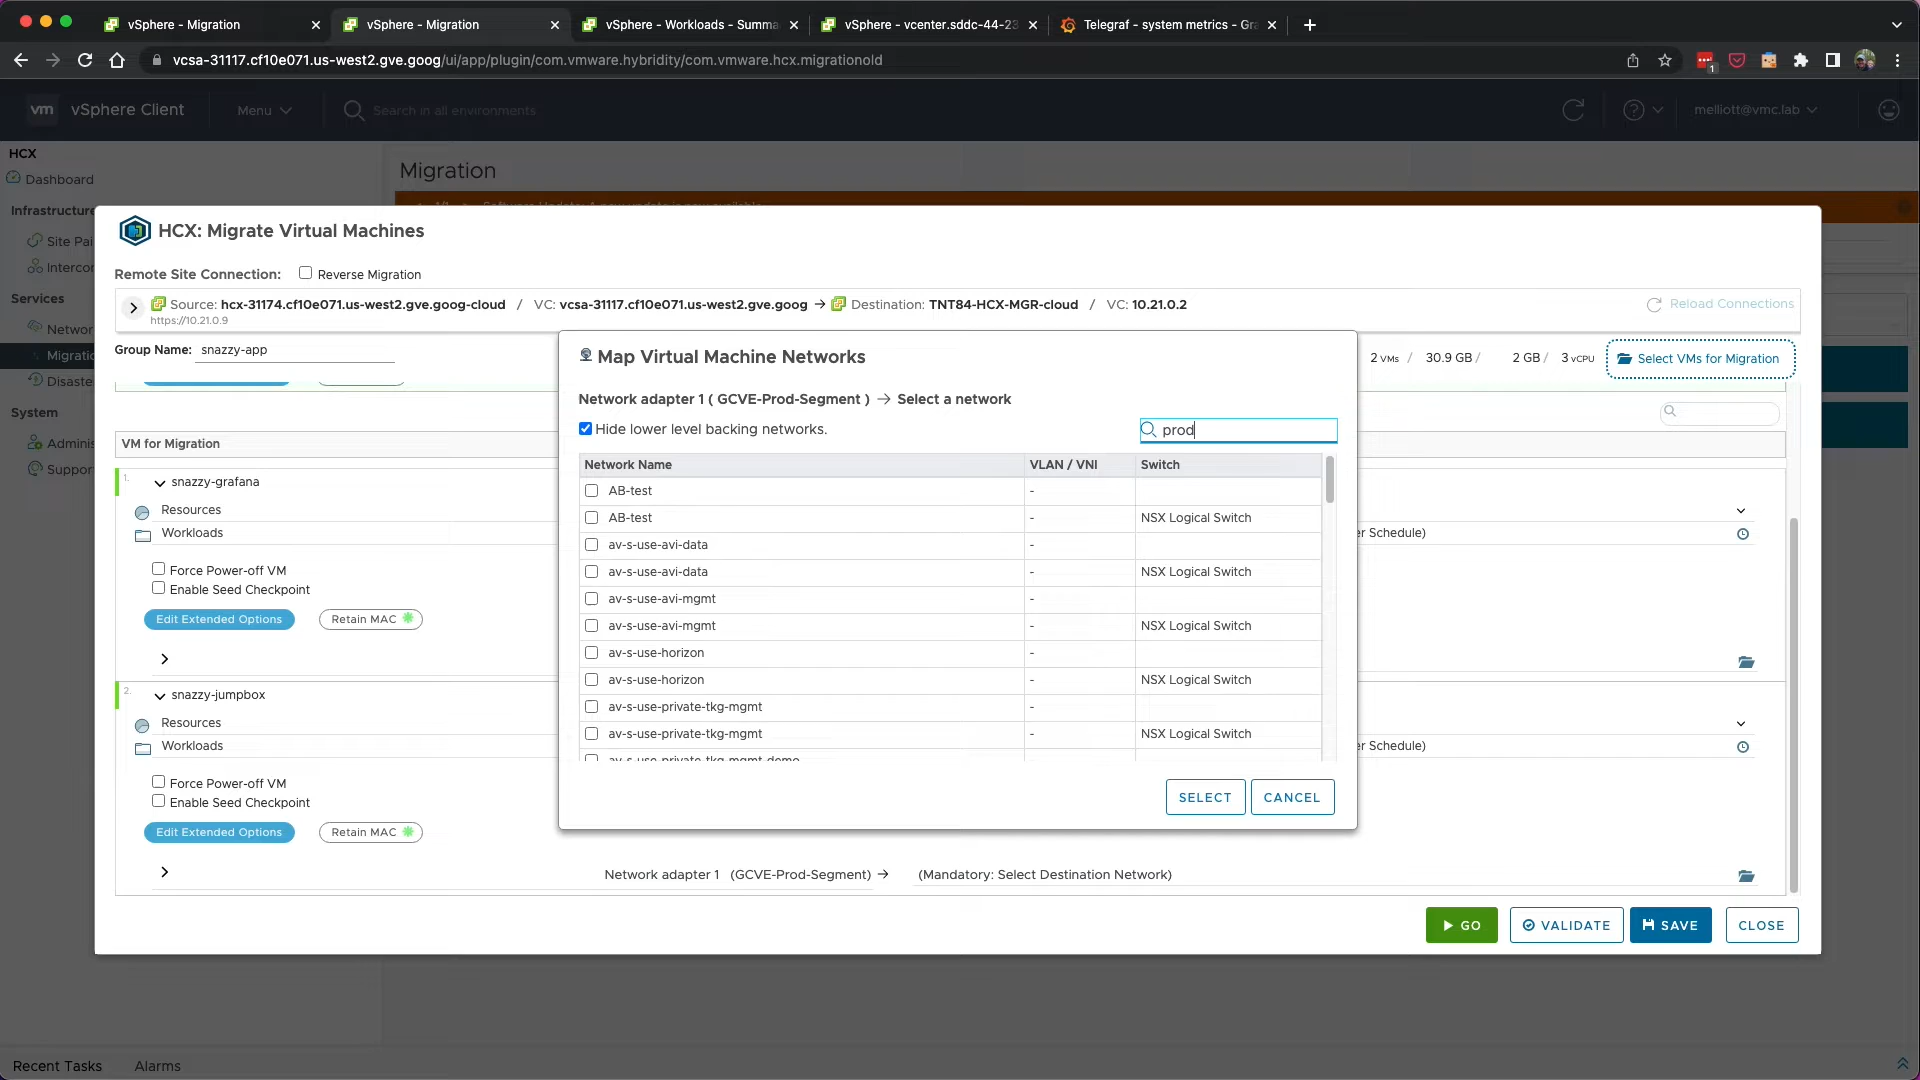 vSphere - Migration
vSphere - Migration
vSphere - Workloads - Summa
vSphere - vcenter.sddc-44-23
Telegraf - system metrics - Gra
vcsa-31117.cf10e071.us-west2.gve.goog/ui/app/plugin/com.vmware.hybridity/com.vmware.hcx.migrationold
1
vm vSphere Client
Menu
Search in all environments
melliott@vmc.lab
HCX
Dashboard
Infrastructure
Site Pai
Intercon
Services
Networ
Migratio
Disaste
System
Adminis
Support
Migration
HCX: Migrate Virtual Machines
Remote Site Connection:
Reverse Migration
Source: hcx-31174.cf10e071.us-west2.gve.goog-cloud / VC: vcsa-31117.cf10e071.us-west2.gve.goog → Destination: TNT84-HCX-MGR-cloud / VC: 10.21.0.2
https://10.21.0.9
Reload Connections
Group Name: snazzy-app
2 VMs / 30.9 GB / 2 GB / 3 vCPU
Select VMs for Migration
VM for Migration
1.
snazzy-grafana
Resources
Workloads
er Schedule)
Force Power-off VM
Enable Seed Checkpoint
Edit Extended Options
Retain MAC
2.
snazzy-jumpbox
Resources
Workloads
er Schedule)
Force Power-off VM
Enable Seed Checkpoint
Edit Extended Options
Retain MAC
Network adapter 1 (GCVE-Prod-Segment) → (Mandatory: Select Destination Network)
GO
VALIDATE
SAVE
CLOSE
Map Virtual Machine Networks
Network adapter 1 ( GCVE-Prod-Segment ) → Select a network
Hide lower level backing networks.
prod
Network Name VLAN / VNI Switch
AB-test -
AB-test - NSX Logical Switch
av-s-use-avi-data -
av-s-use-avi-data - NSX Logical Switch
av-s-use-avi-mgmt -
av-s-use-avi-mgmt - NSX Logical Switch
av-s-use-horizon -
av-s-use-horizon - NSX Logical Switch
av-s-use-private-tkg-mgmt -
av-s-use-private-tkg-mgmt - NSX Logical Switch
av-s-use-private-tkg-mgmt-demo
SELECT
CANCEL
Recent Tasks
Alarms